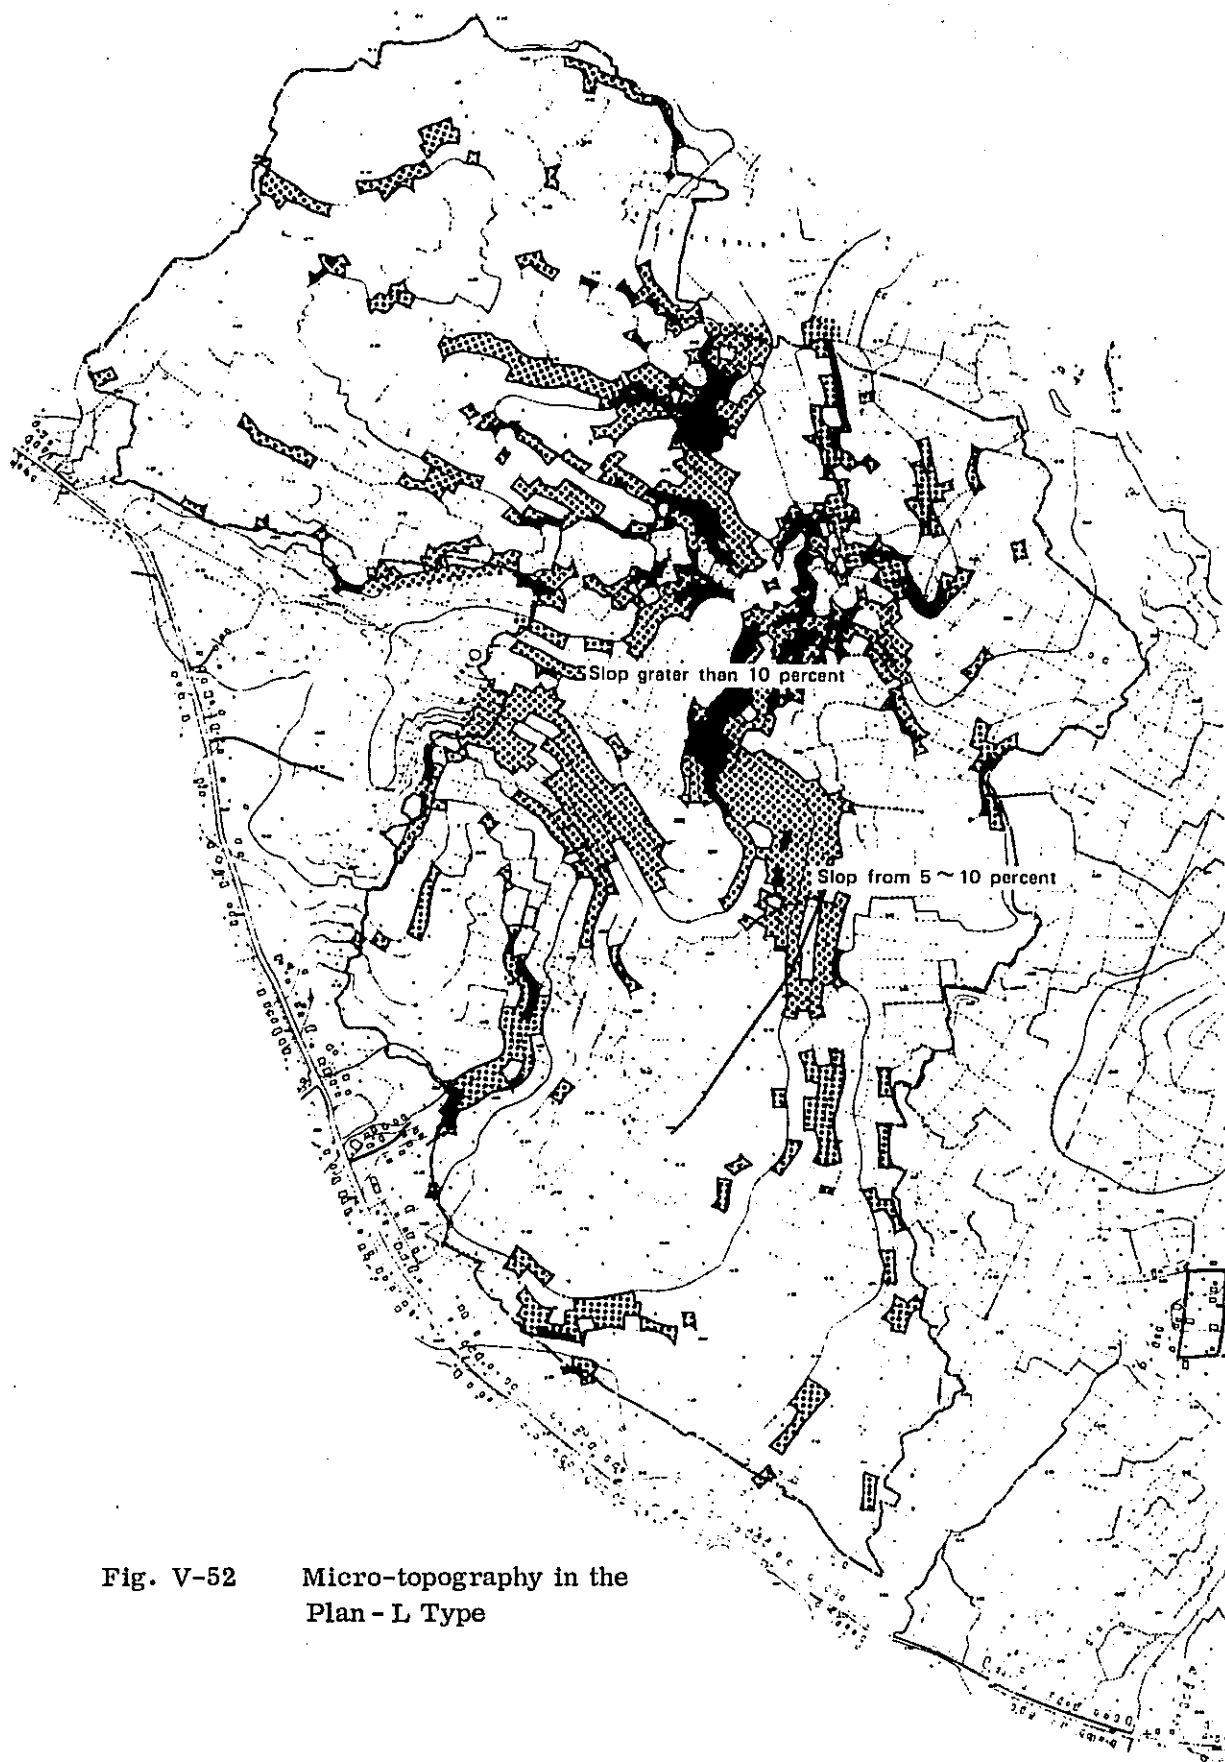 Slop grater than 10 percent
Slop from 5 ~ 10 percent
Fig. V-52 Micro-topography in the
Plan - L Type